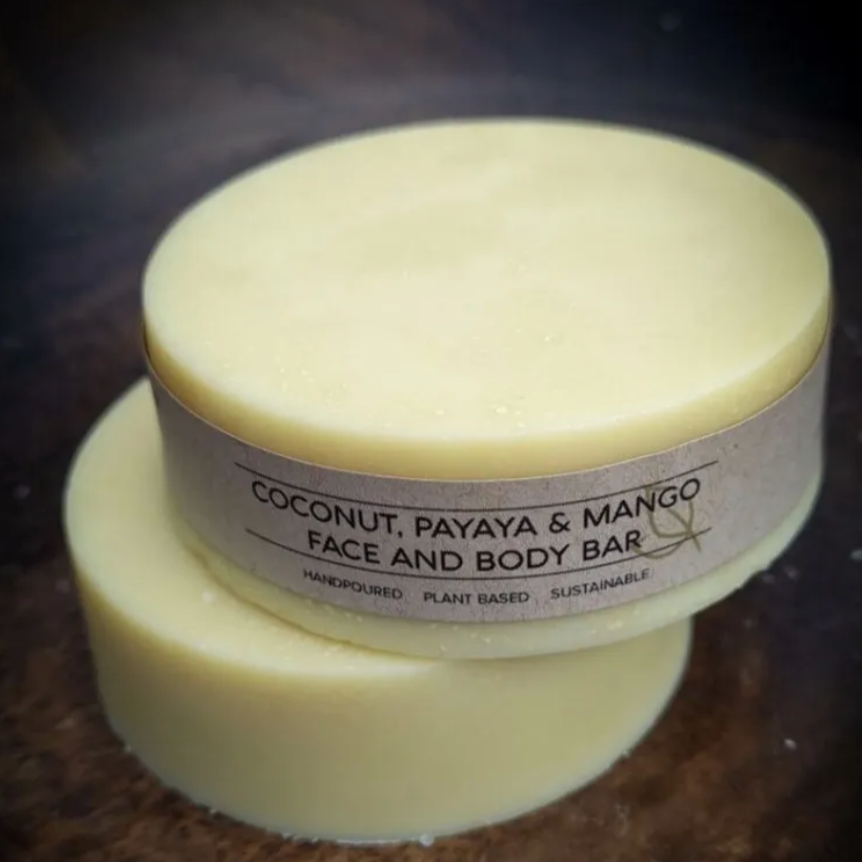 COCONUT, PAYAYA & MANGO
FACE AND BODY BAR
HANDPOURED PLANT BASED SUSTAINABLE